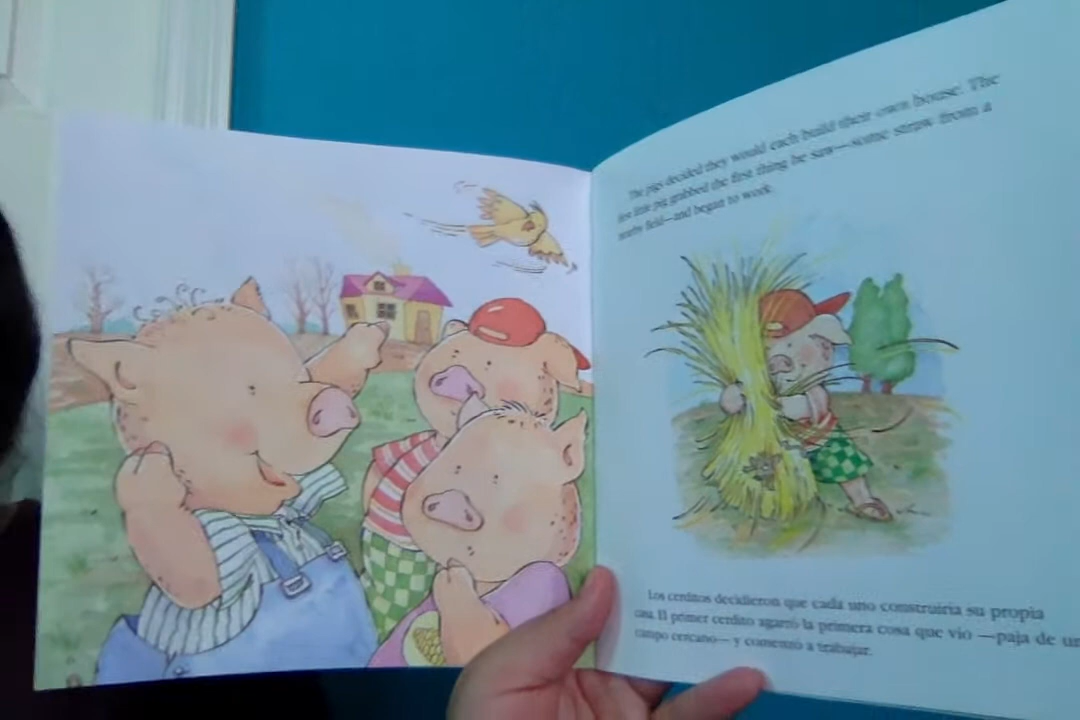 The pigs decided they would each build their own house. The
first little pig grabbed the first thing he saw—some straw from a
nearby field—and began to work.
Los cerditos decidieron que cada uno construiría su propia
casa. El primer cerdito agarró la primera cosa que vio —paja de un
campo cercano— y comenzó a trabajar.